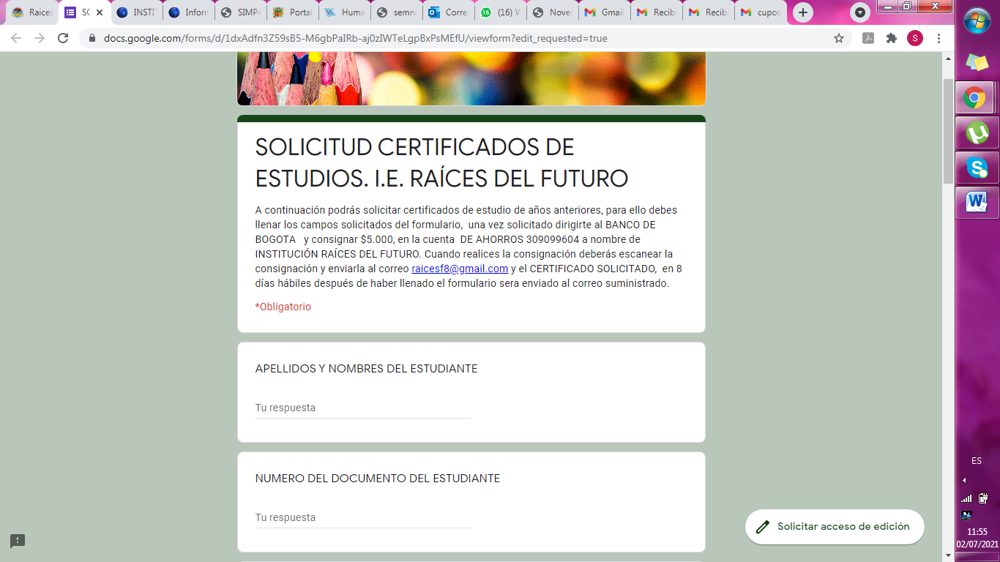 Raices
SO
INSTI
Inform
SIMPA
Portal
Huma
semna
Corre
(16) W
Nove
Gmail
Recib
Recib
cupos
docs.google.com/forms/d/1dxAdfn3Z59sB5-M6gbPaIRb-aj0zIWTeLgpBxPsMEfU/viewform?edit_requested=true
S
SOLICITUD CERTIFICADOS DE
ESTUDIOS. I.E. RAÍCES DEL FUTURO
A continuación podrás solicitar certificados de estudio de años anteriores, para ello debes
llenar los campos solicitados del formulario, una vez solicitado dirigirte al BANCO DE
BOGOTA y consignar $5.000, en la cuenta DE AHORROS 309099604 a nombre de
INSTITUCIÓN RAÍCES DEL FUTURO. Cuando realices la consignación deberás escanear la
consignación y enviarla al correo raicesf8@gmail.com y el CERTIFICADO SOLICITADO, en 8
días hábiles después de haber llenado el formulario sera enviado al correo suministrado.
*Obligatorio
APELLIDOS Y NOMBRES DEL ESTUDIANTE
Tu respuesta
NUMERO DEL DOCUMENTO DEL ESTUDIANTE
Tu respuesta
Solicitar acceso de edición
ES
11:55
02/07/2021